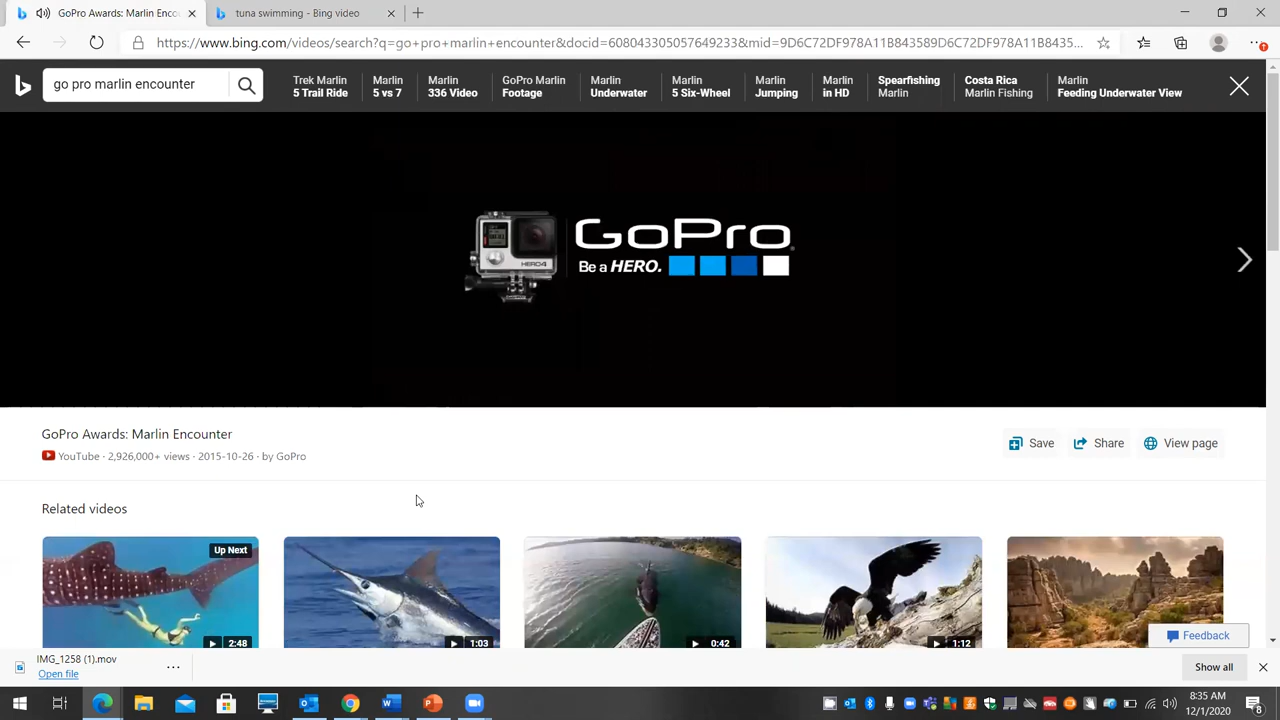 GoPro Awards: Marlin Enco
tuna swimming - Bing video
https://www.bing.com/videos/search?q=go+pro+marlin+encounter&docid=608043305057649233&mid=9D6C72DF978A11B843589D6C72DF978A11B8435...
go pro marlin encounter
Trek Marlin 5 Trail Ride
Marlin 5 vs 7
Marlin 336 Video
GoPro Marlin Footage
Marlin Underwater
Marlin 5 Six-Wheel
Marlin Jumping
Marlin in HD
Spearfishing Marlin
Costa Rica Marlin Fishing
Marlin Feeding Underwater View
GoPro
Be a HERO.
HERO4
GoPro Awards: Marlin Encounter
YouTube · 2,926,000+ views · 2015-10-26 · by GoPro
Save
Share
View page
Related videos
Up Next
2:48
1:03
0:42
1:12
Feedback
IMG_1258 (1).mov
Open file
Show all
8:35 AM
12/1/2020
8